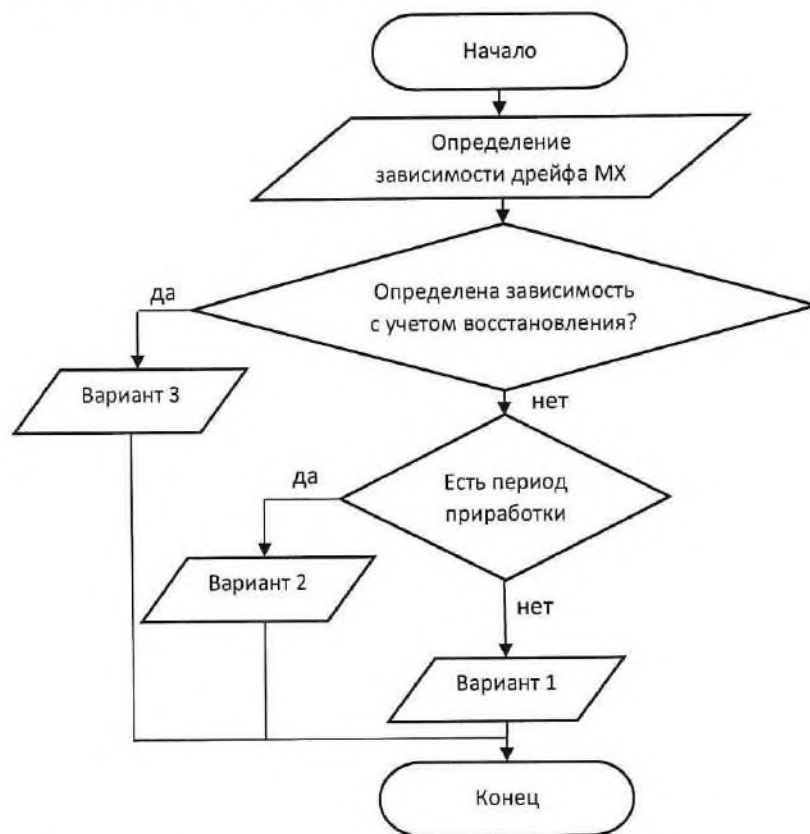 Начало
Определение
зависимости дрейфа МХ
Определена зависимость
с учетом восстановления?
да
Вариант 3
нет
Есть период
приработки
да
Вариант 2
нет
Вариант 1
Конец